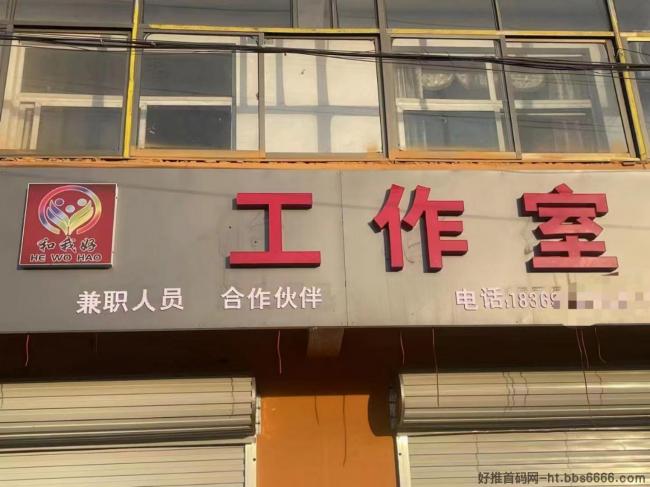 工作室
和我好
HE WO HAO
兼职人员 合作伙伴 电话:18369
好推首码网-ht.bbs6666.com